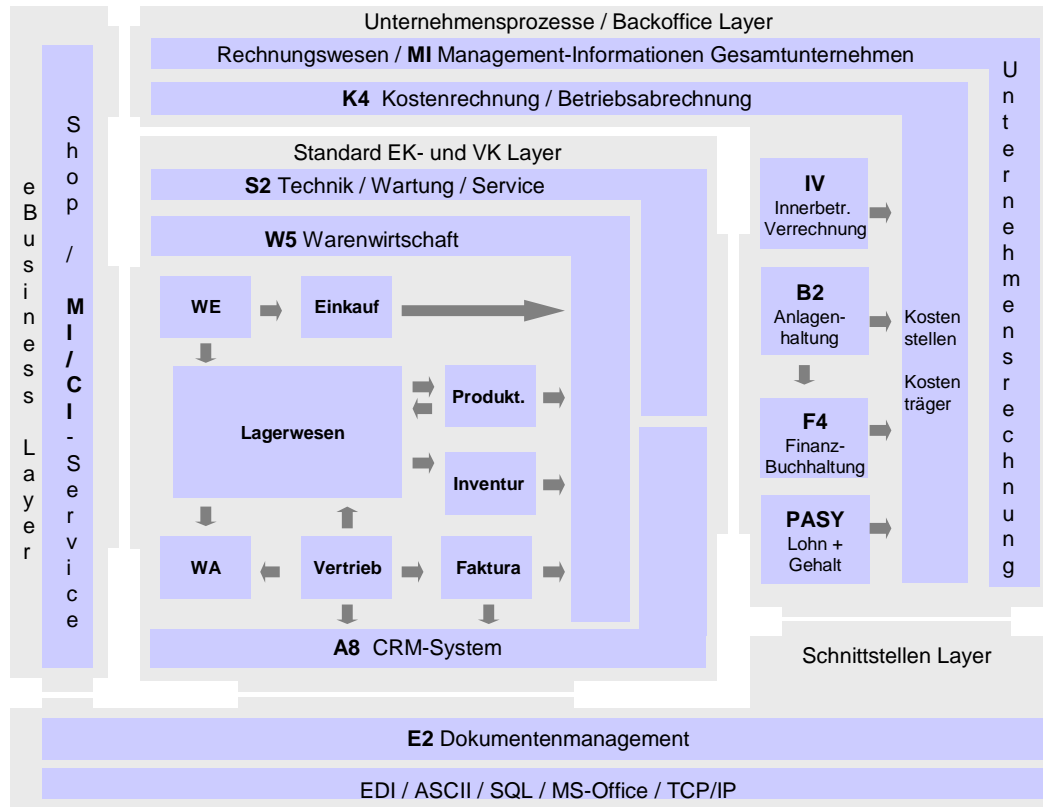 Unternehmensprozesse / Backoffice Layer
Rechnungswesen / MI Management-Informationen Gesamtunternehmen
Unternehmensrechnung
K4 Kostenrechnung / Betriebsabrechnung
eBusiness Layer
Shop / MI/CI-Service
Standard EK- und VK Layer
S2 Technik / Wartung / Service
W5 Warenwirtschaft
WE
Einkauf
Lagerwesen
Produkt.
Inventur
WA
Vertrieb
Faktura
A8 CRM-System
IV
Innerbetr.
Verrechnung
B2
Anlagen-
haltung
F4
Finanz-
Buchhaltung
PASY
Lohn +
Gehalt
Kosten
stellen
Kosten
träger
Schnittstellen Layer
E2 Dokumentenmanagement
EDI / ASCII / SQL / MS-Office / TCP/IP